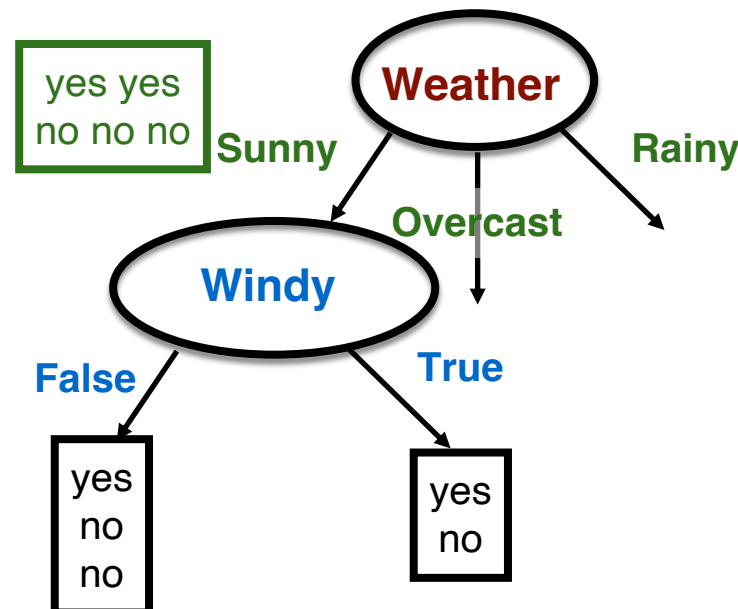 yes yes
no no no
Weather
Sunny
Overcast
Rainy
Windy
False
True
yes
no
no
yes
no